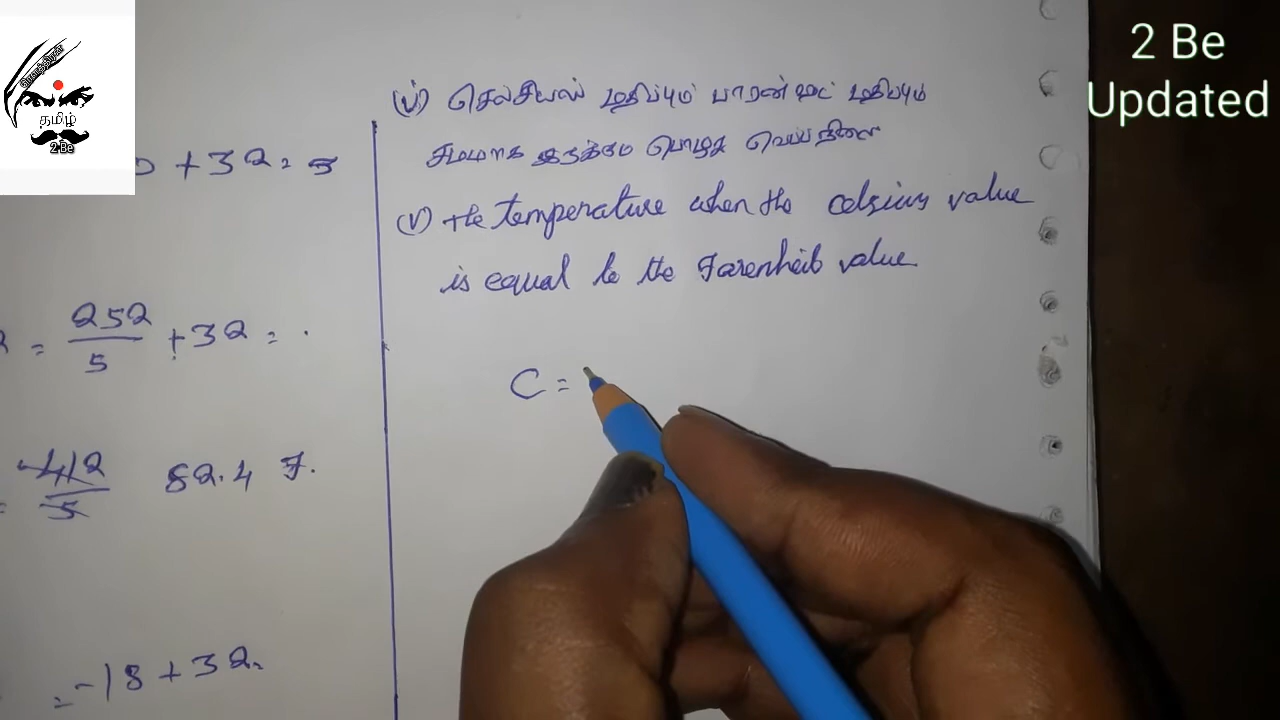 தமிழ்
2 Be
2 Be
Updated
+32=
= 252/5 +32 = .
= 412/5 82.4 F.
= -18 +32
(v) செல்சியஸ் மதிப்பும் பாரன்ஹீட் மதிப்பும்
சமமாக இருக்கும் பொழுது வெப்பநிலை
(v) the temperature when the celsius value
is equal to the Farenheit value
C =